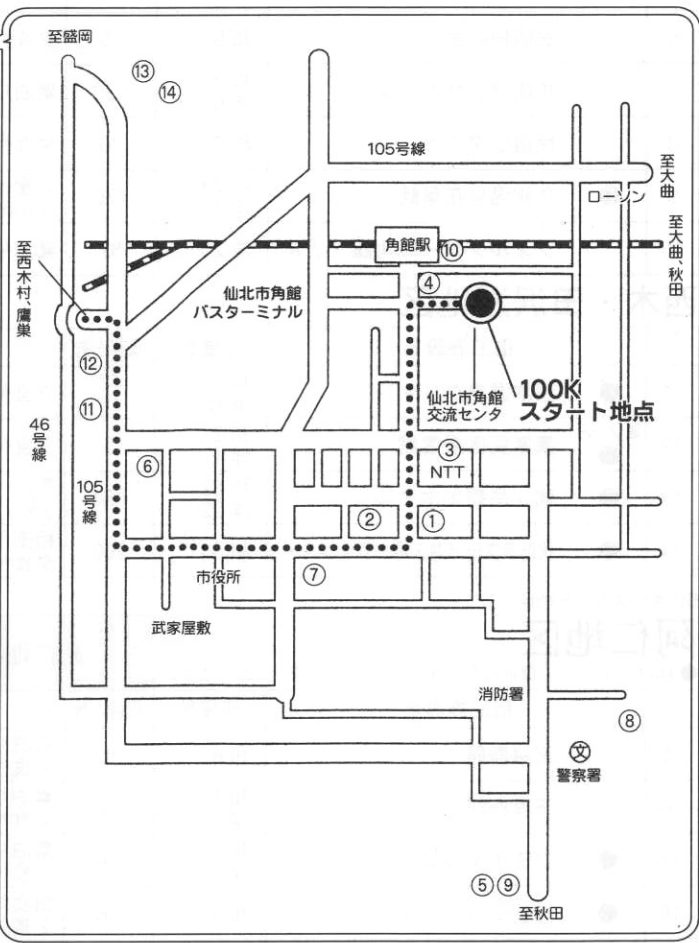 至盛岡
⑬
⑭
105号線
至大曲
ローソン
角館駅
⑩
至大曲、秋田
至西木村、鷹巣
④
仙北市角館
バスターミナル
仙北市角館
交流センタ
100K
スタート地点
⑫
⑪
46号線
105号線
⑥
③
NTT
②
①
市役所
⑦
武家屋敷
消防署
⑧
文
警察署
⑤⑨
至秋田